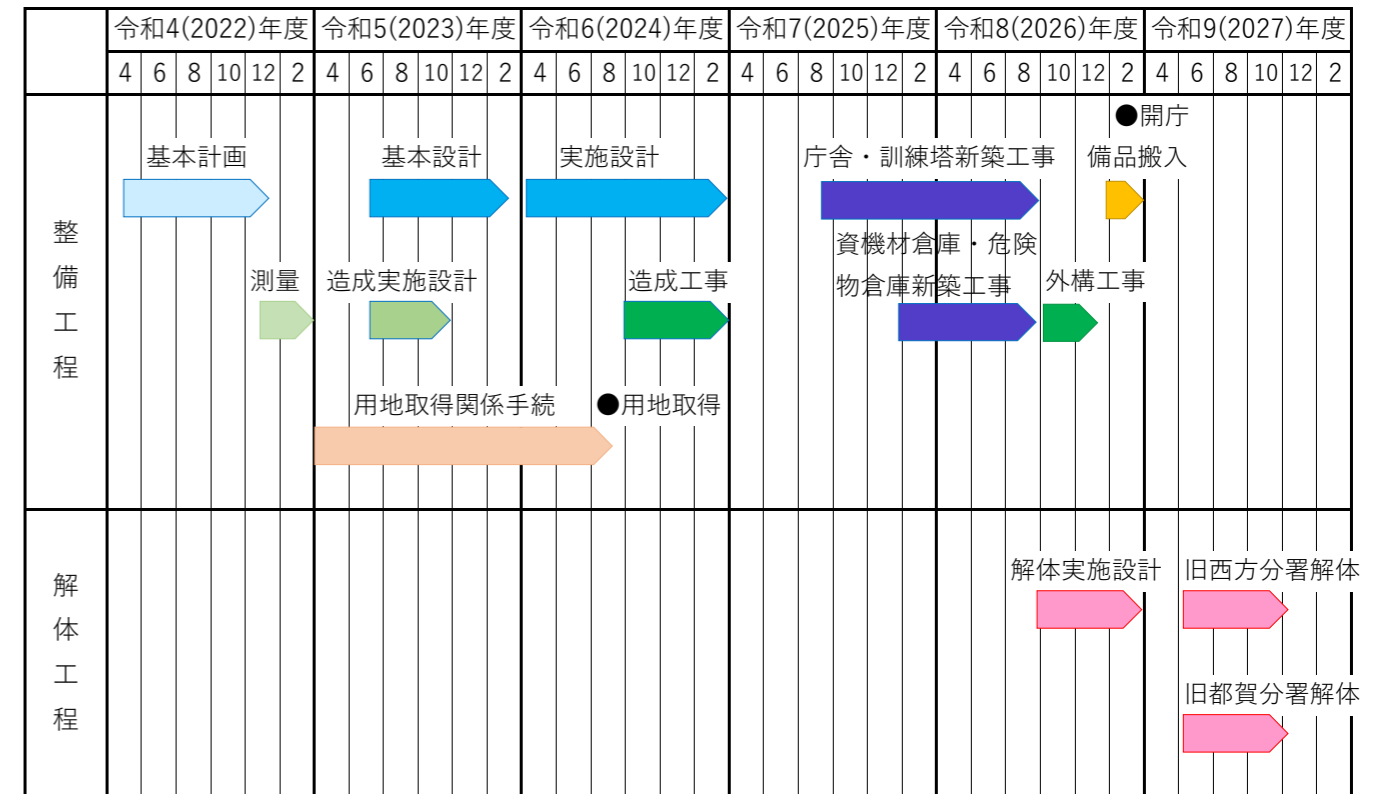 令和4(2022)年度 令和5(2023)年度 令和6(2024)年度 令和7(2025)年度 令和8(2026)年度 令和9(2027)年度
4 6 8 10 12 2 4 6 8 10 12 2 4 6 8 10 12 2 4 6 8 10 12 2 4 6 8 10 12 2 4 6 8 10 12 2
整備工程
●開庁
基本計画 基本設計 実施設計 庁舎・訓練塔新築工事 備品搬入
資機材倉庫・危険
物倉庫新築工事
測量 造成実施設計 造成工事 外構工事
用地取得関係手続 ●用地取得
解体工程
解体実施設計 旧西方分署解体
旧都賀分署解体